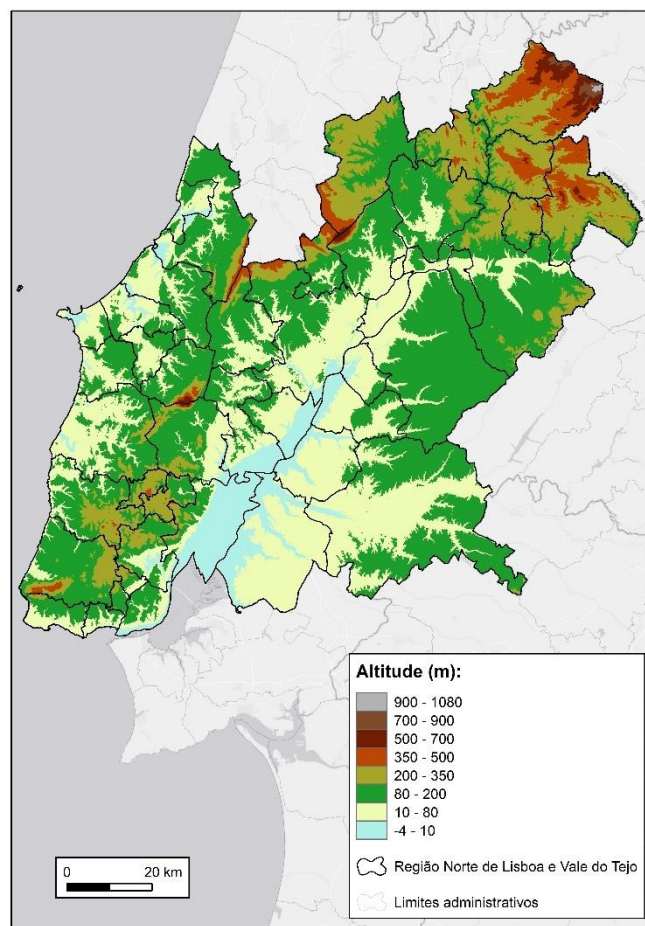 Altitude (m):
900 - 1080
700 - 900
500 - 700
350 - 500
200 - 350
80 - 200
10 - 80
-4 - 10
Região Norte de Lisboa e Vale do Tejo
Limites administrativos
0 20 km